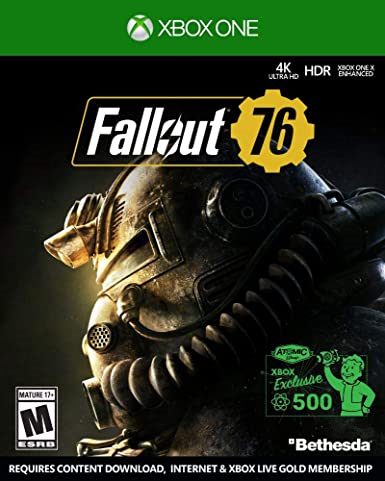 XBOX ONE
4K
ULTRA HD
HDR
XBOX ONE X
ENHANCED
Fallout 76
ATOMIC
Shop
XBOX
Exclusive
500
MATURE 17+
M
ESRB
Bethesda
REQUIRES CONTENT DOWNLOAD, INTERNET & XBOX LIVE GOLD MEMBERSHIP